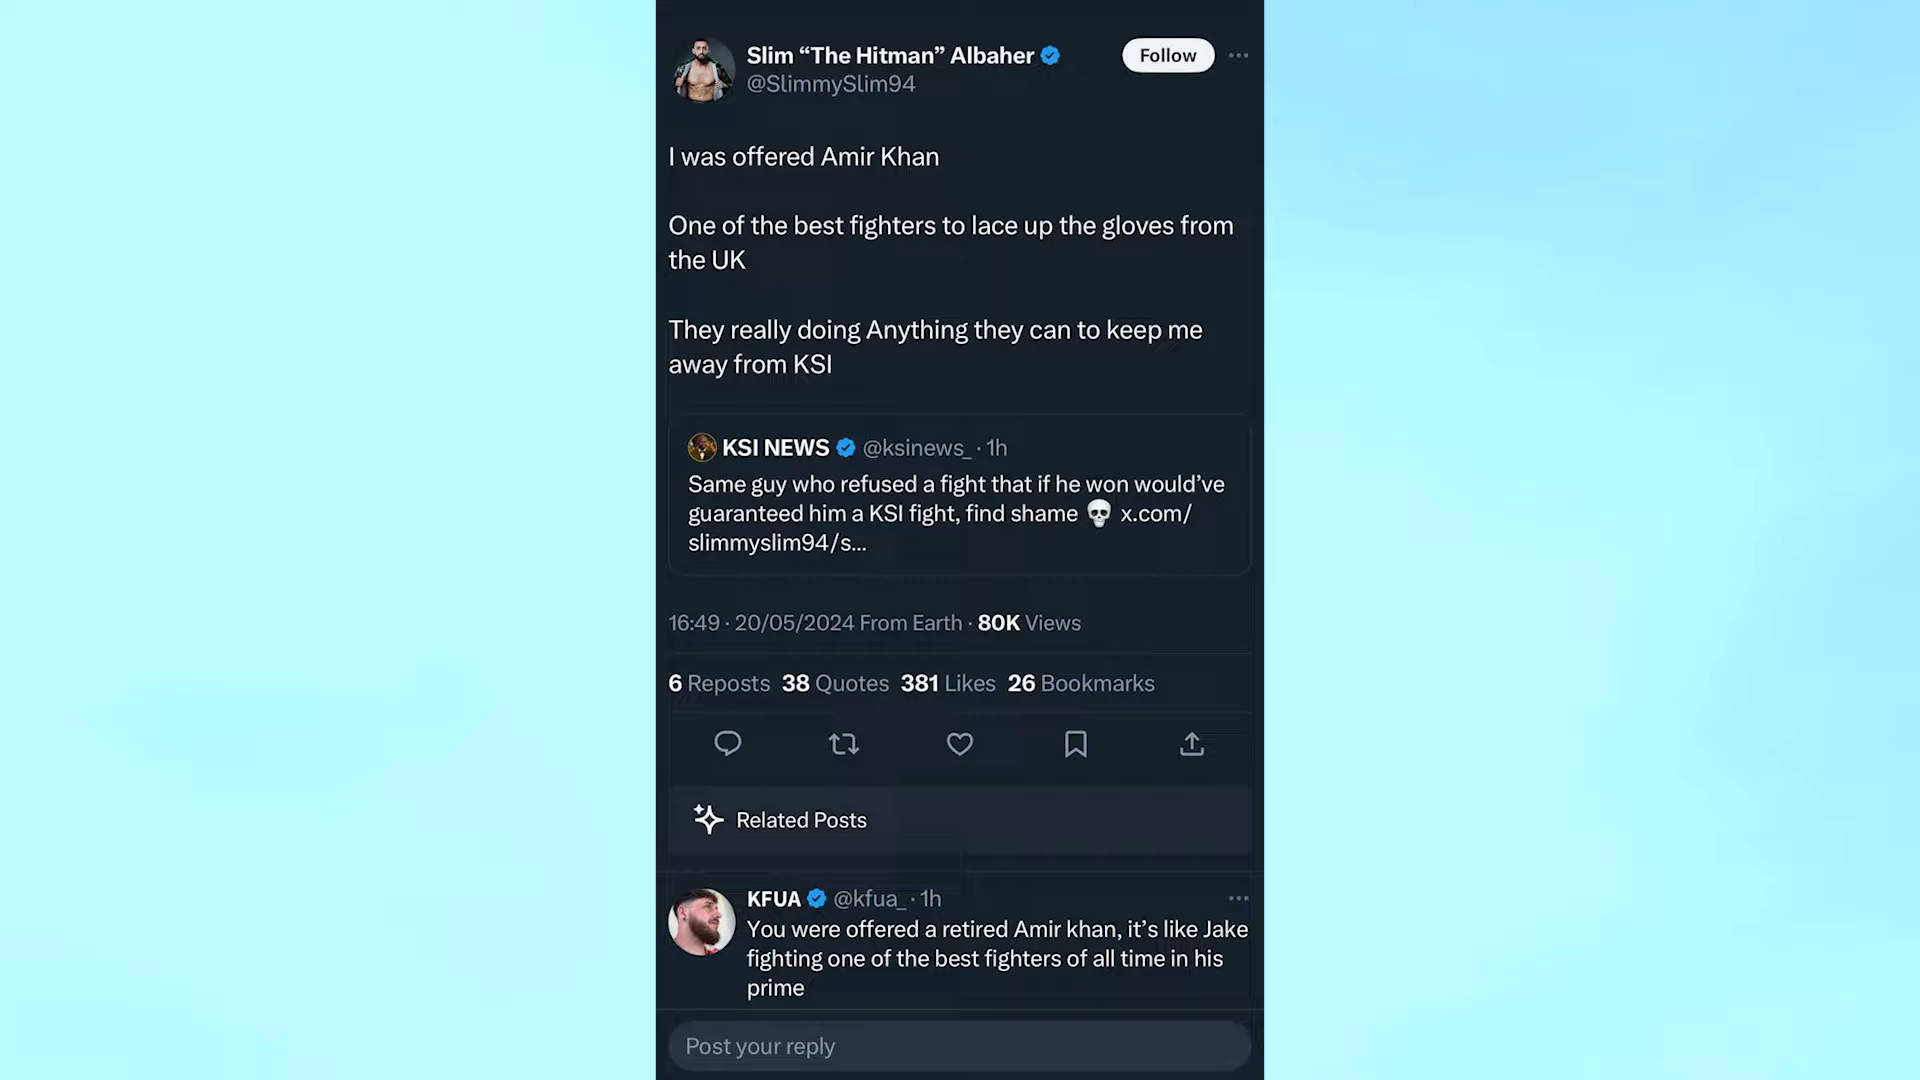 Slim “The Hitman” Albaher
Follow
@SlimmySlim94
I was offered Amir Khan
One of the best fighters to lace up the gloves from
the UK
They really doing Anything they can to keep me
away from KSI
KSI NEWS @ksinews_ · 1h
Same guy who refused a fight that if he won would’ve
guaranteed him a KSI fight, find shame 💀 x.com/
slimmyslim94/s...
16:49 · 20/05/2024 From Earth · 80K Views
6 Reposts 38 Quotes 381 Likes 26 Bookmarks
Related Posts
KFUA @kfua_ · 1h
You were offered a retired Amir khan, it’s like Jake
fighting one of the best fighters of all time in his
prime
Post your reply